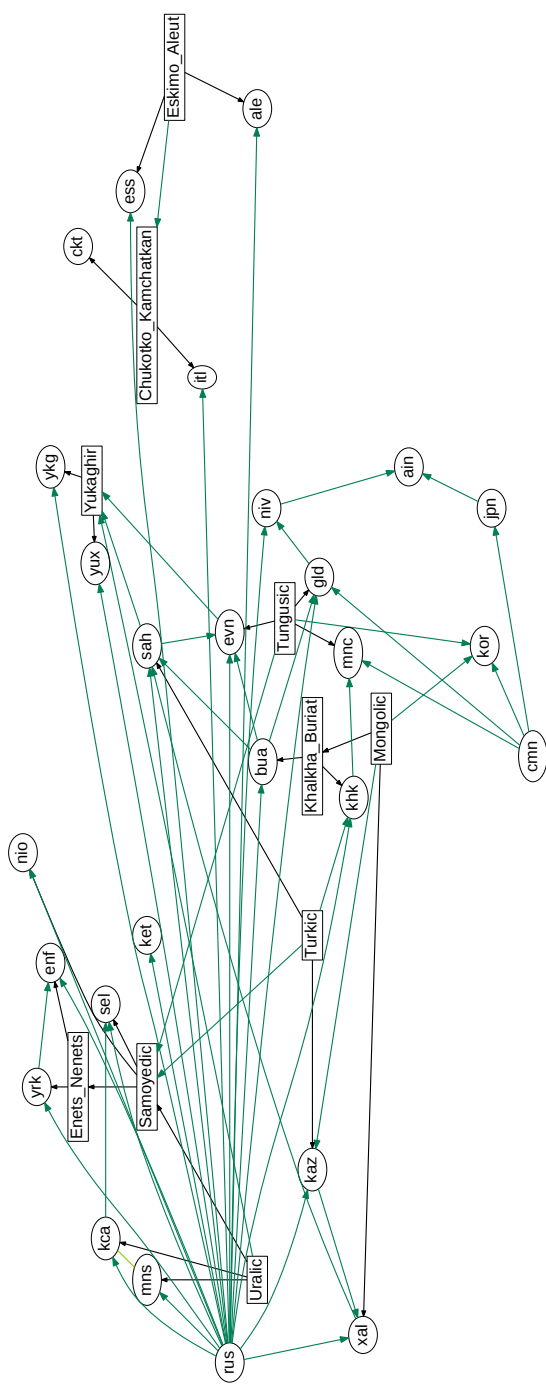 Eskimo_Aleut
ale
ess
ckt
Chukotko_Kamchatkan
itl
ykg
Yukaghir
yux
niv
ain
jpn
gld
sah
evn
Tungusic
mnc
kor
bua
Khalkha_Buriat
Mongolic
khk
cmn
nio
enf
ket
sel
Turkic
yrk
Enets_Nenets
Samoyedic
kaz
kca
mns
Uralic
rus
xal